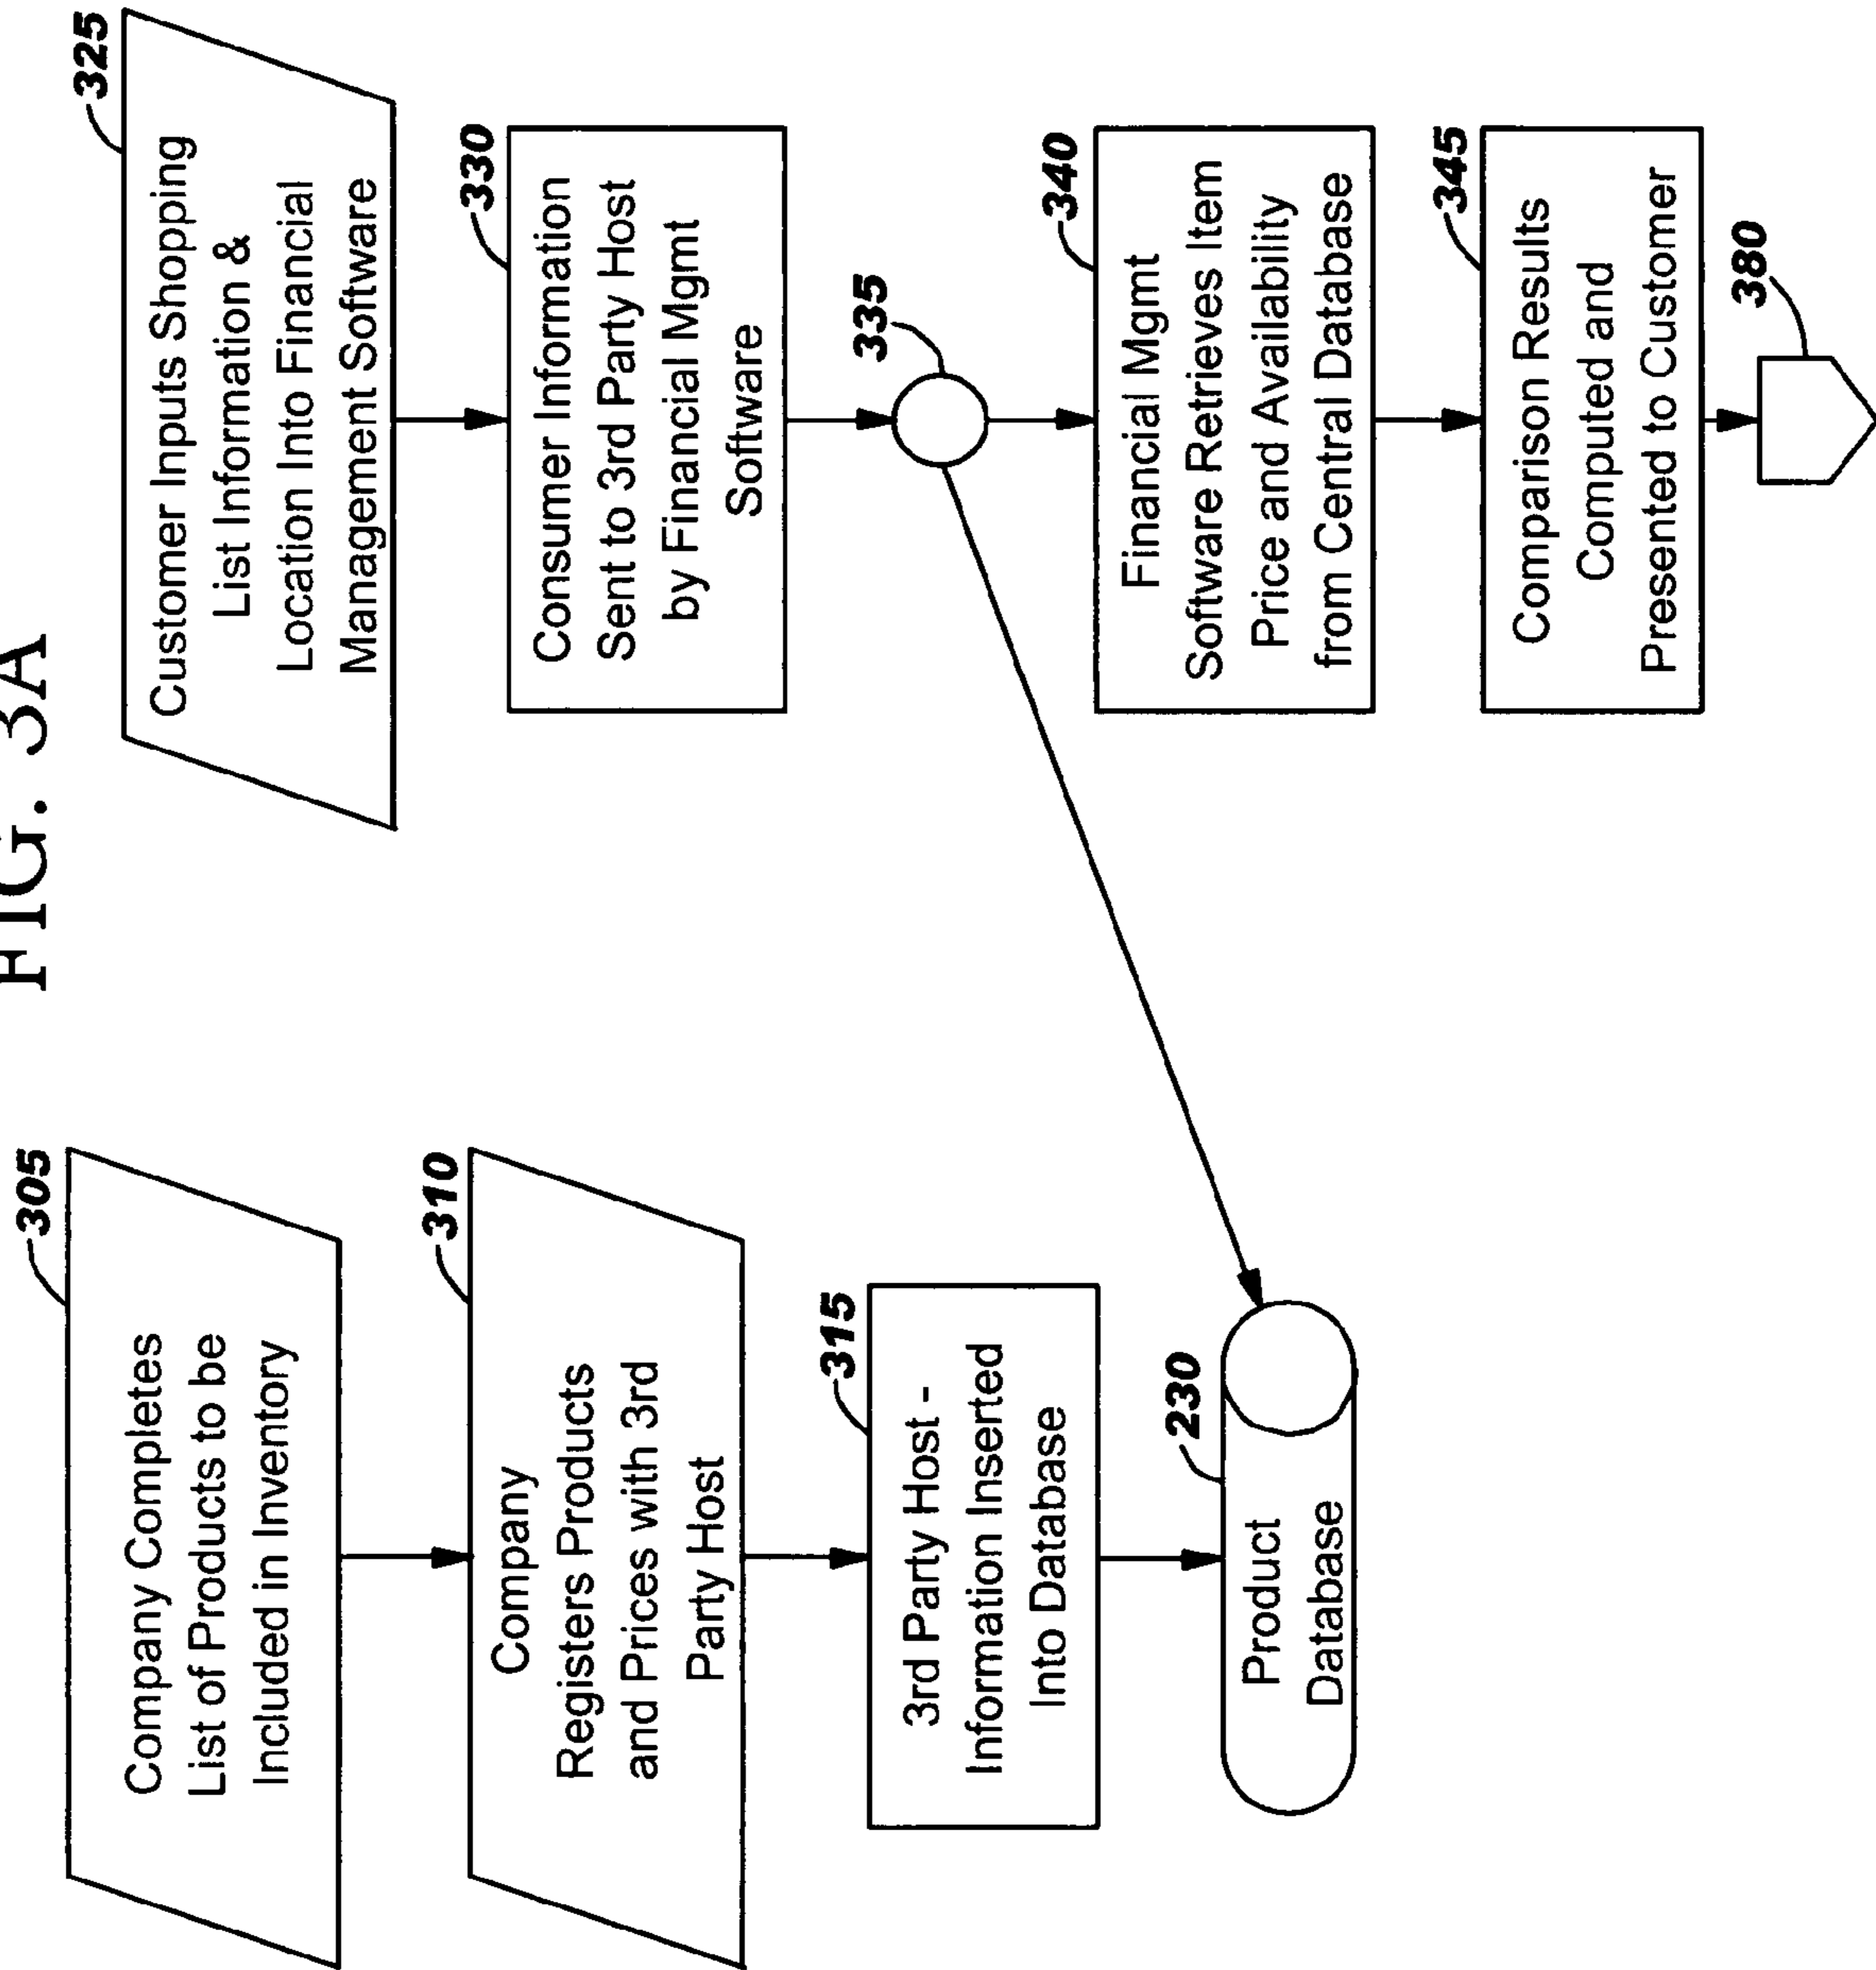 FIG. 3A
305
Company Completes
List of Products to be
Included in Inventory
310
Company
Registers Products
and Prices with 3rd
Party Host
315
3rd Party Host -
Information Inserted
Into Database
230
Product
Database
325
Customer Inputs Shopping
List Information &
Location Into Financial
Management Software
330
Consumer Information
Sent to 3rd Party Host
by Financial Mgmt
Software
335
340
Financial Mgmt
Software Retrieves Item
Price and Availability
from Central Database
345
Comparison Results
Computed and
Presented to Customer
380